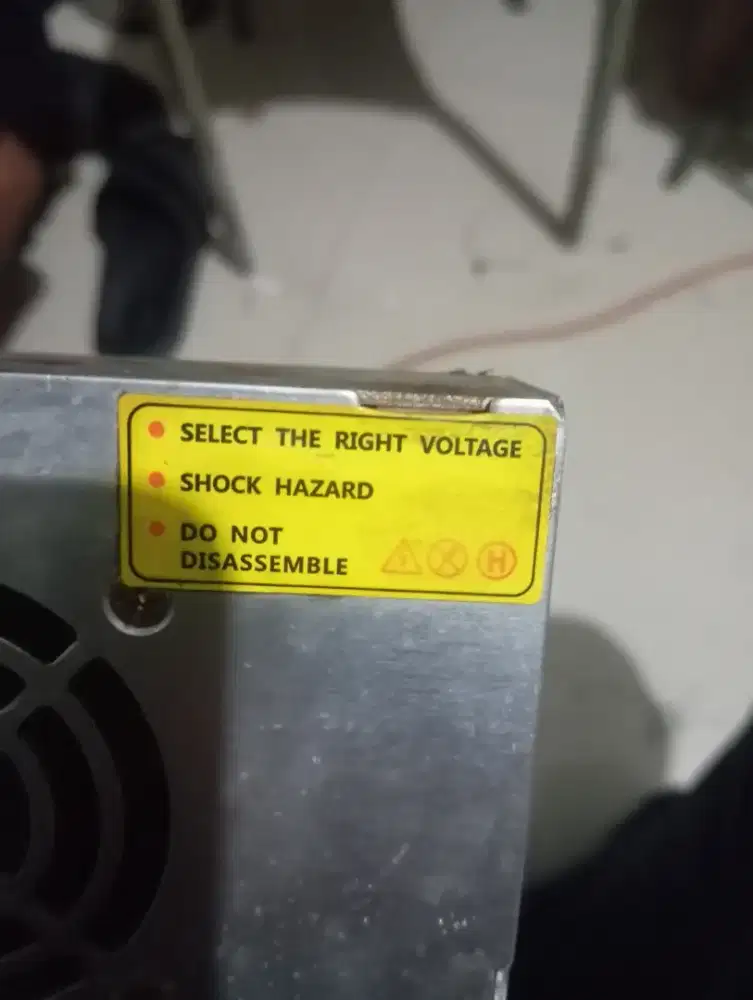 SELECT THE RIGHT VOLTAGE
SHOCK HAZARD
DO NOT
DISASSEMBLE
H